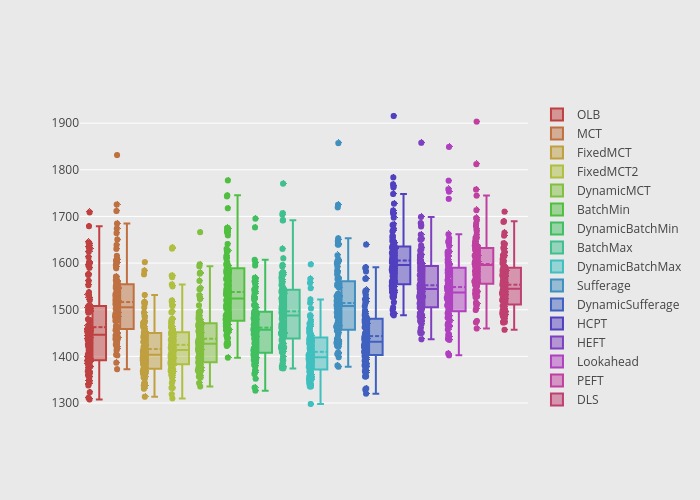 1900
1800
1700
1600
1500
1400
1300
OLB
MCT
FixedMCT
FixedMCT2
DynamicMCT
BatchMin
DynamicBatchMin
BatchMax
DynamicBatchMax
Sufferage
DynamicSufferage
HCPT
HEFT
Lookahead
PEFT
DLS